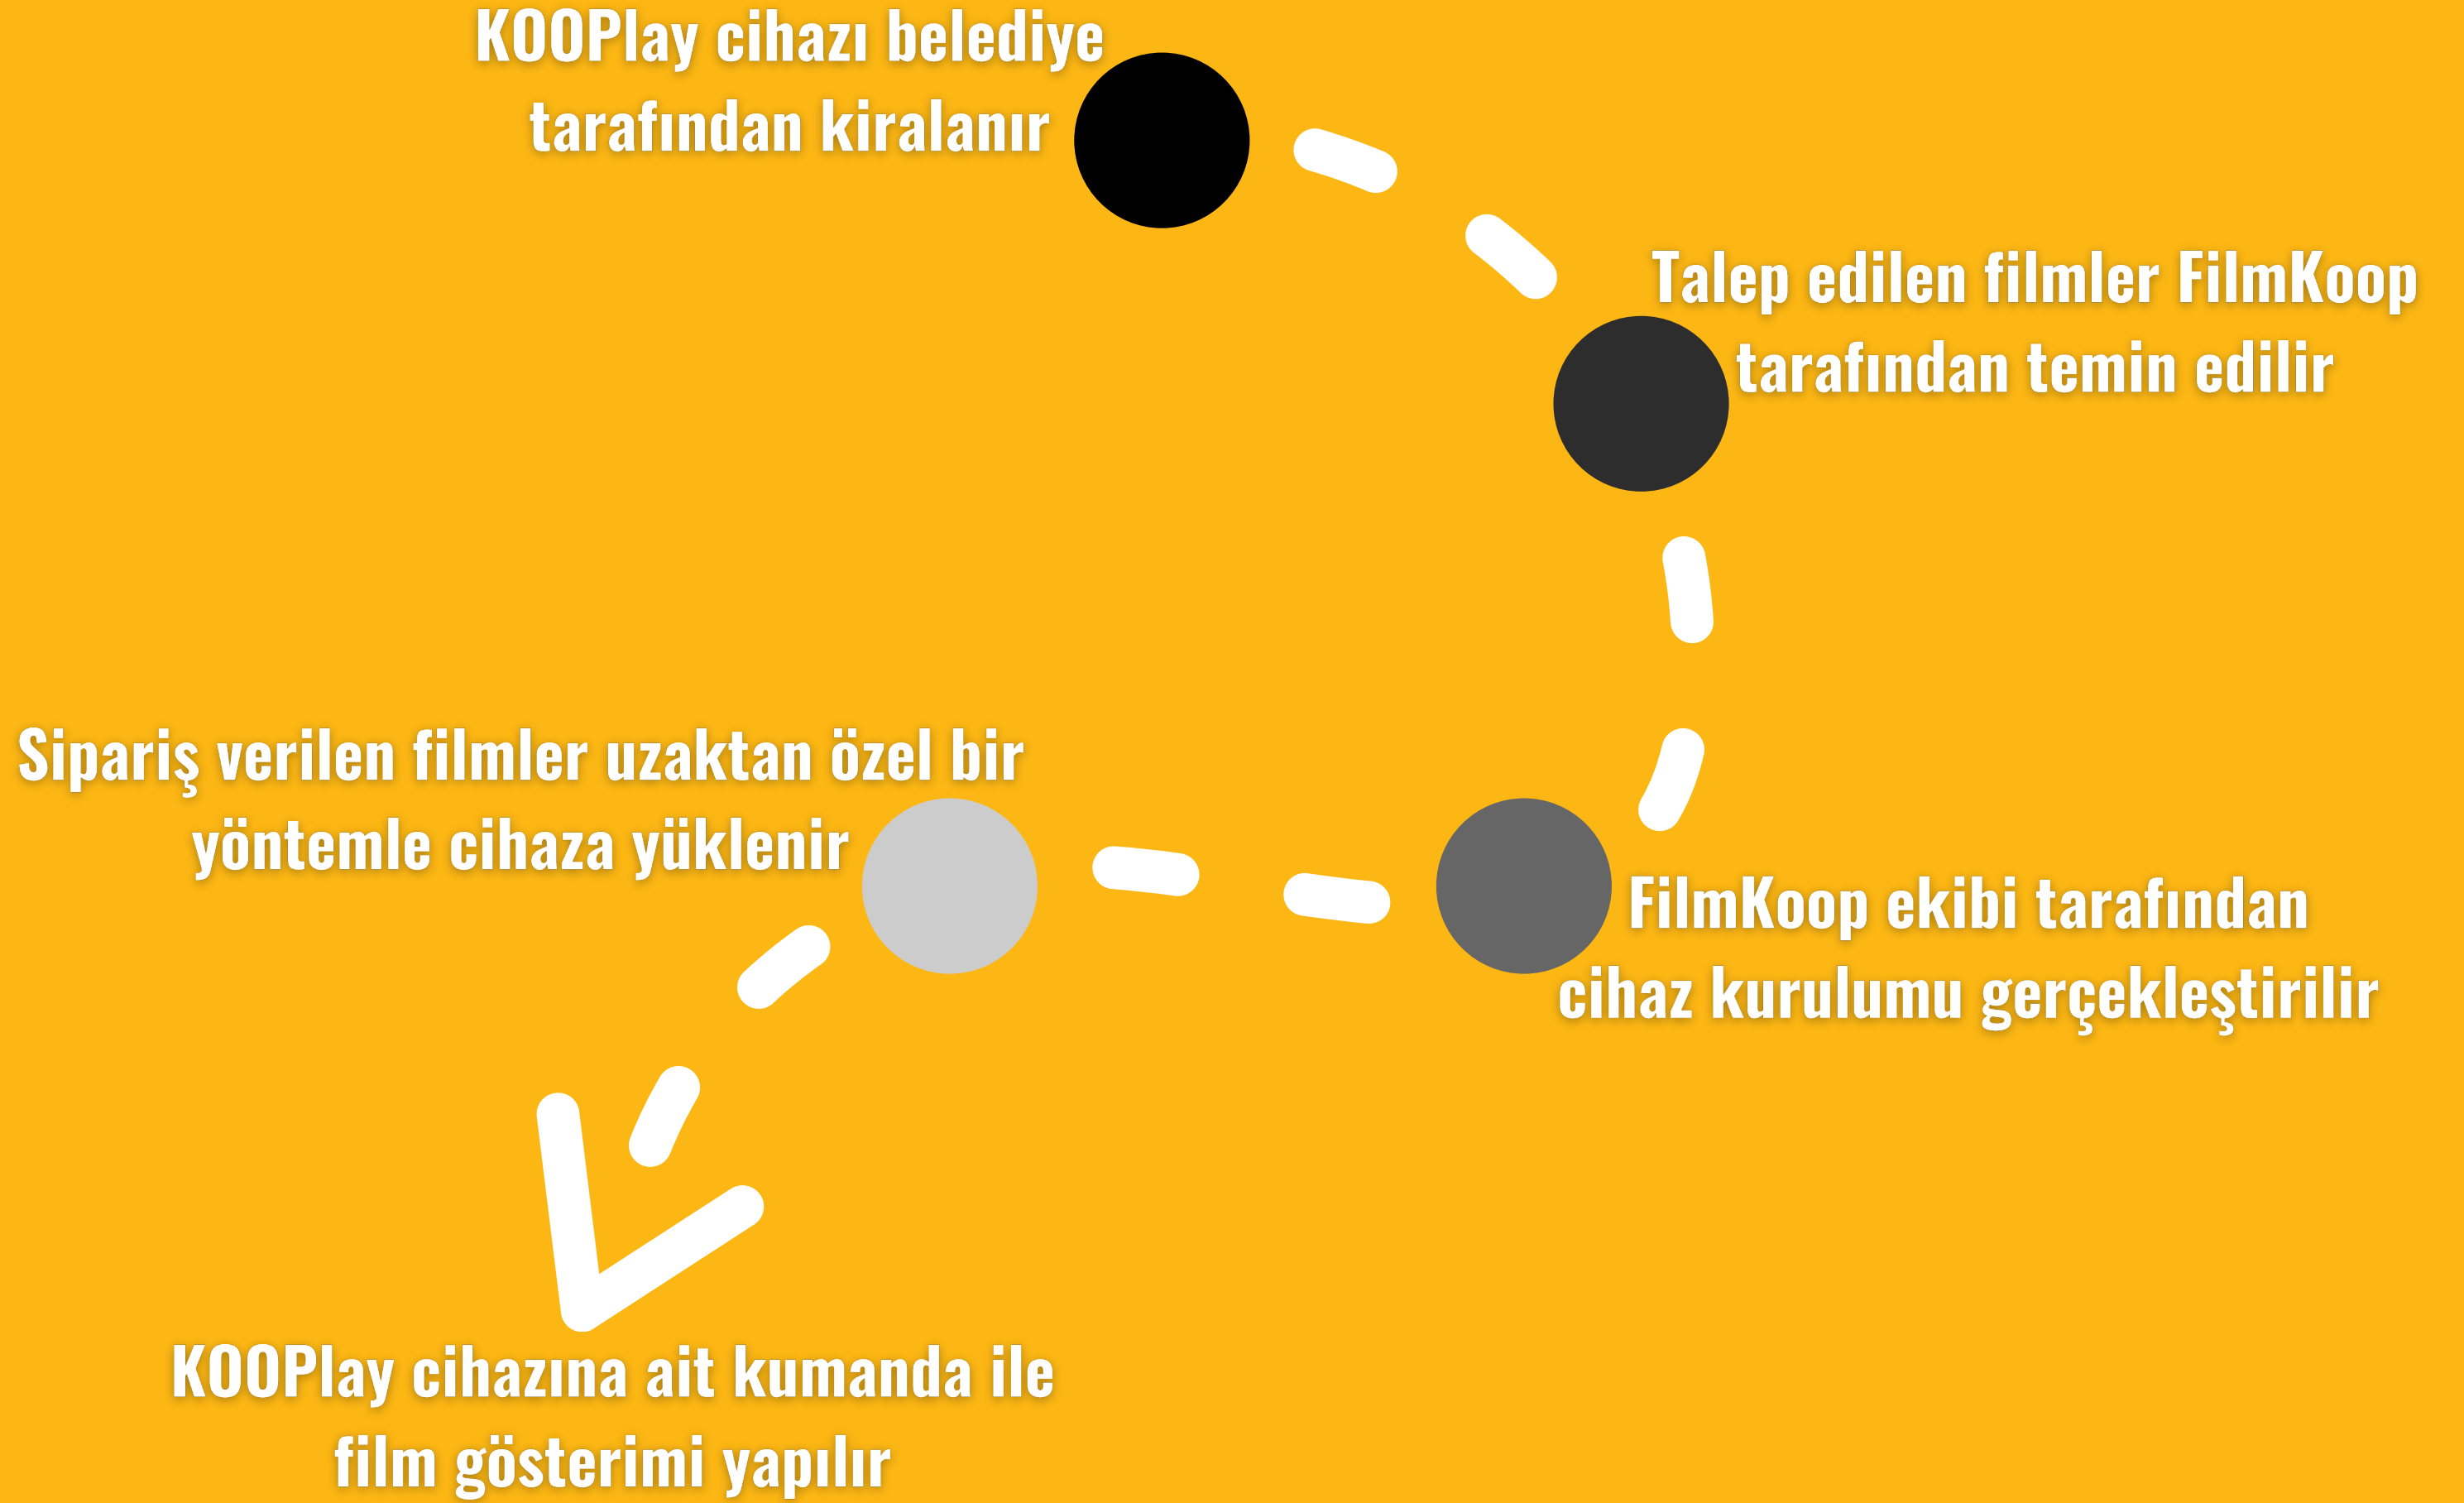 KOOPlay cihazı belediye
tarafından kiralanır
Talep edilen filmler FilmKoop
tarafından temin edilir
FilmKoop ekibi tarafından
cihaz kurulumu gerçekleştirilir
Sipariş verilen filmler uzaktan özel bir
yöntemle cihaza yüklenir
KOOPlay cihazına ait kumanda ile
film gösterimi yapılır